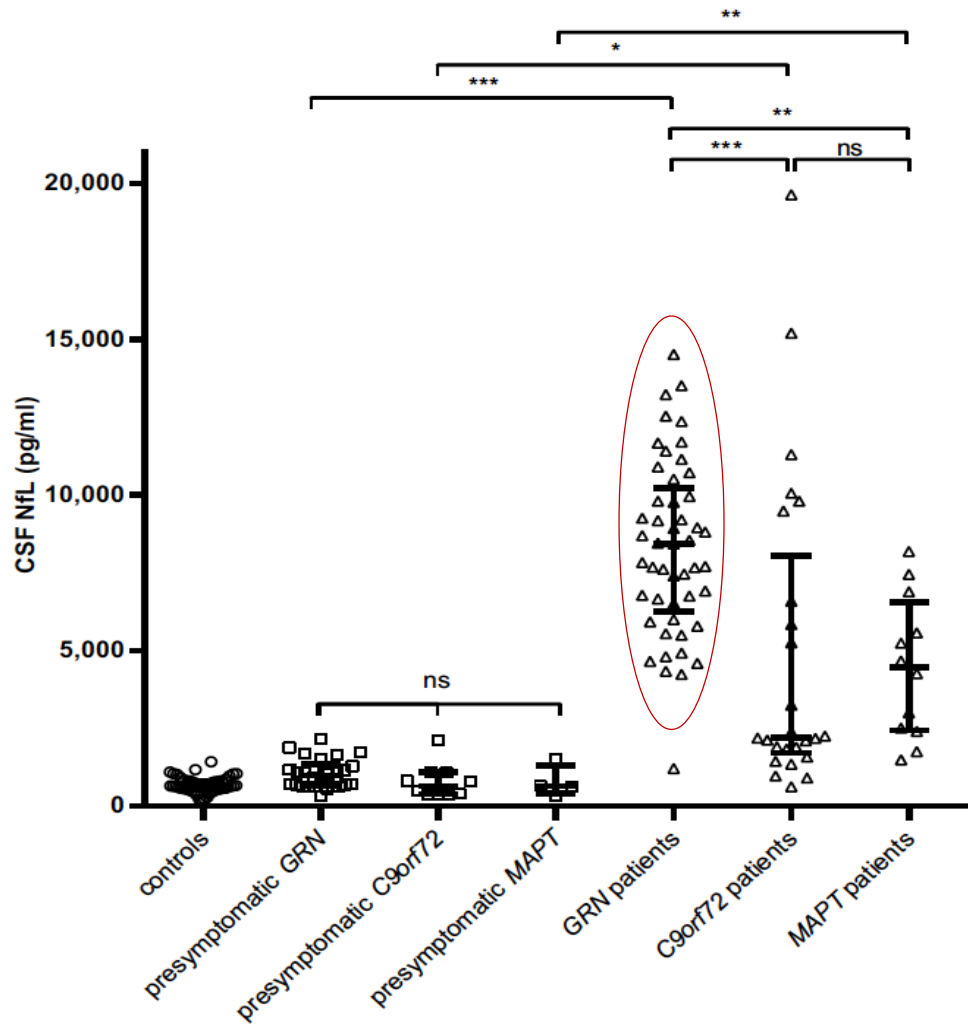 **
*
***
**
***
ns
20,000
15,000
10,000
5,000
0
CSF NfL (pg/ml)
ns
controls
presymptomatic GRN
presymptomatic C9orf72
presymptomatic MAPT
GRN patients
C9orf72 patients
MAPT patients